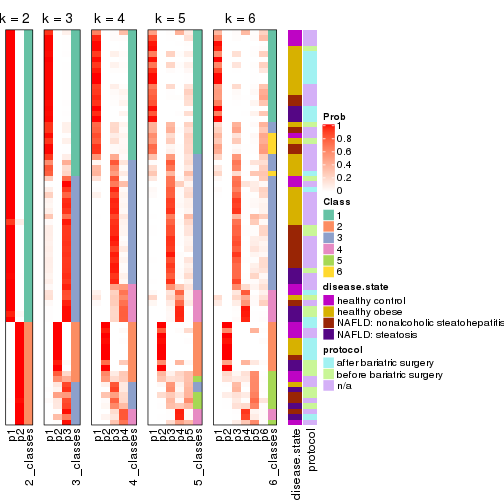 k = 2 k = 3 k = 4 k = 5 k = 6
Prob
1
0.8
0.6
0.4
0.2
0
Class
1
2
3
4
5
6
disease.state
healthy control
healthy obese
NAFLD: nonalcoholic steatohepatitis
NAFLD: steatosis
protocol
after bariatric surgery
before bariatric surgery
n/a
p1 p2 2_classes p1 p2 p3 3_classes p1 p2 p3 p4 4_classes p1 p2 p3 p4 p5 5_classes p1 p2 p3 p4 p5 p6 6_classes disease.state protocol